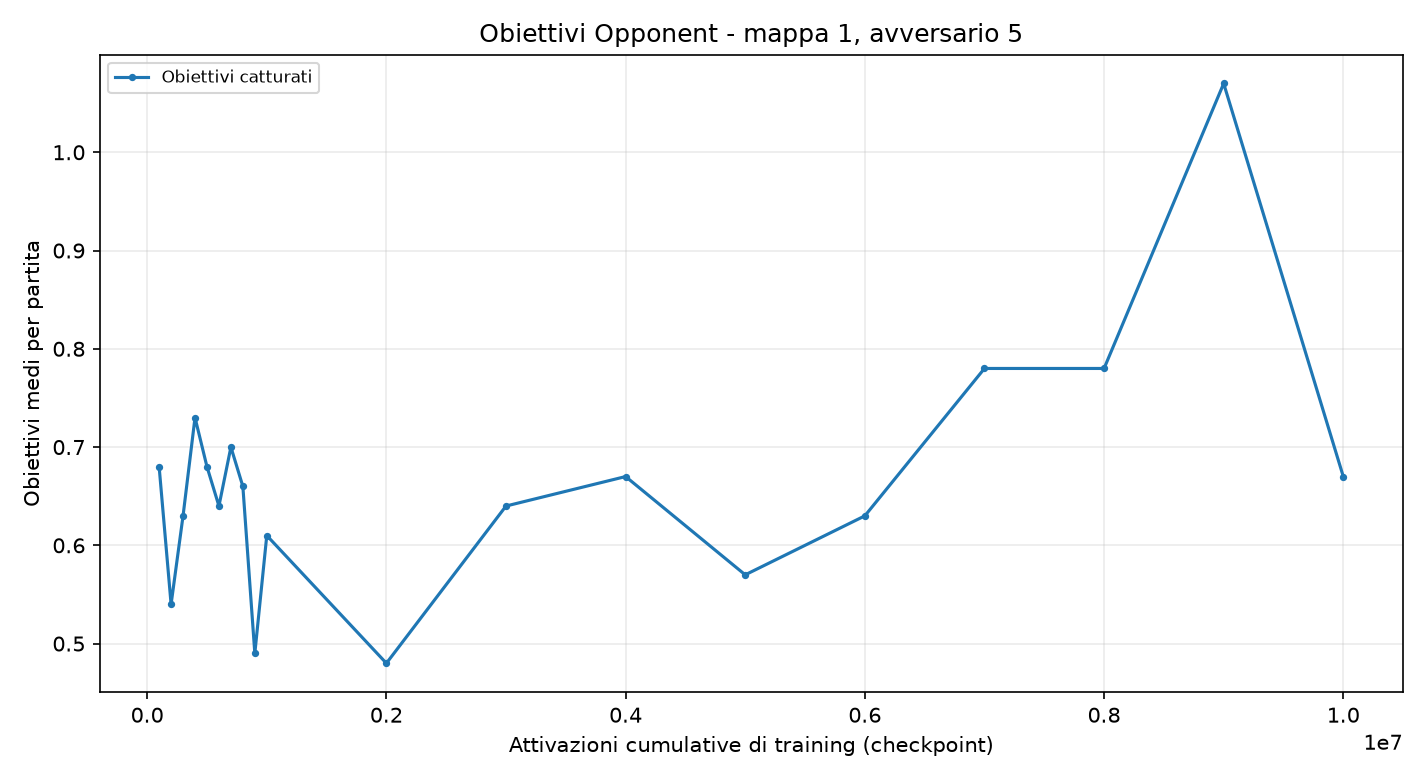 Obiettivi Opponent - mappa 1, avversario 5
Obiettivi catturati
Obiettivi medi per partita
1.0
0.9
0.8
0.7
0.6
0.5
0.0 0.2 0.4 0.6 0.8 1.0
1e7
Attivazioni cumulative di training (checkpoint)